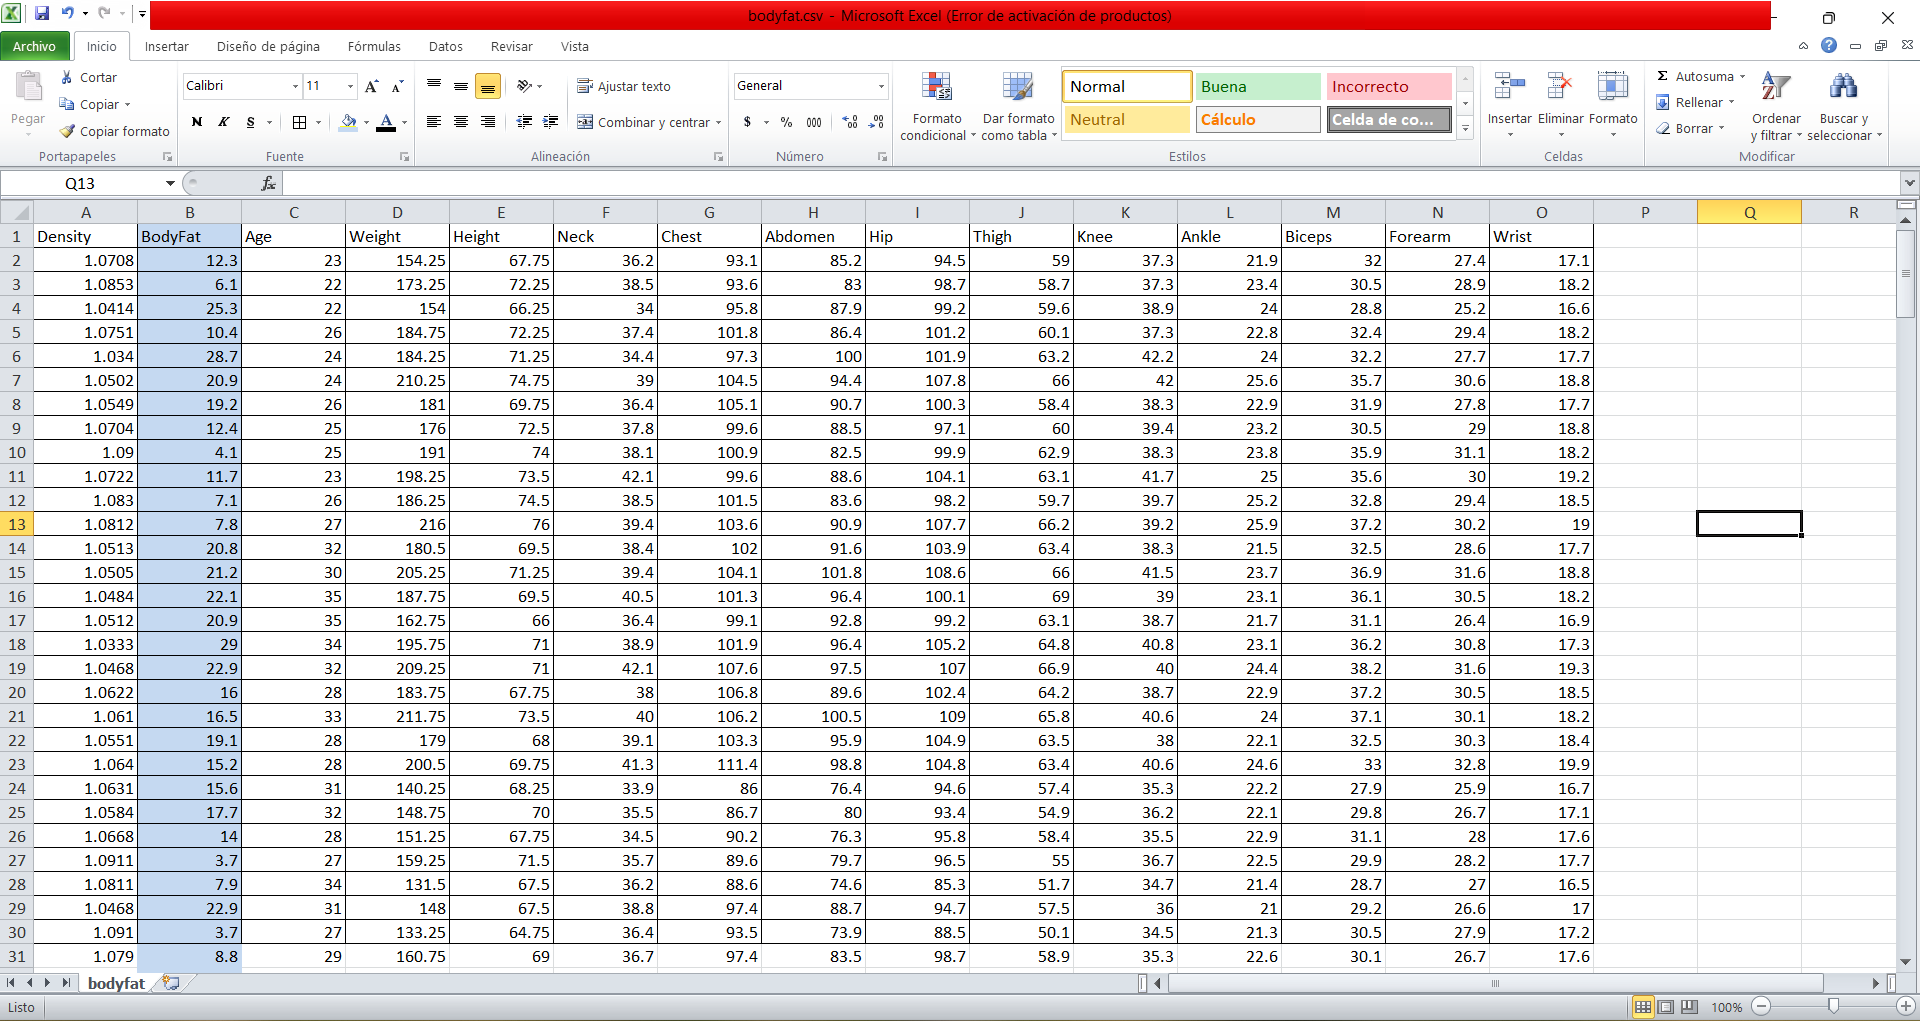 bodyfat.csv - Microsoft Excel (Error de activación de productos)
Archivo Inicio Insertar Diseño de página Fórmulas Datos Revisar Vista
Pegar
Cortar
Copiar
Copiar formato
Portapapeles
Calibri 11
N K S A
Fuente
Ajustar texto
Combinar y centrar
Alineación
General
$ % 000
Número
Formato condicional
Dar formato como tabla
Normal Buena Incorrecto
Neutral Cálculo Celda de co...
Estilos
Insertar Eliminar Formato
Celdas
Σ Autosuma
Rellenar
Borrar
Ordenar y filtrar
Buscar y seleccionar
Modificar
Q13 fx
A B C D E F G H I J K L M N O P Q R
1 Density BodyFat Age Weight Height Neck Chest Abdomen Hip Thigh Knee Ankle Biceps Forearm Wrist
2 1.0708 12.3 23 154.25 67.75 36.2 93.1 85.2 94.5 59 37.3 21.9 32 27.4 17.1
3 1.0853 6.1 22 173.25 72.25 38.5 93.6 83 98.7 58.7 37.3 23.4 30.5 28.9 18.2
4 1.0414 25.3 22 154 66.25 34 95.8 87.9 99.2 59.6 38.9 24 28.8 25.2 16.6
5 1.0751 10.4 26 184.75 72.25 37.4 101.8 86.4 101.2 60.1 37.3 22.8 32.4 29.4 18.2
6 1.034 28.7 24 184.25 71.25 34.4 97.3 100 101.9 63.2 42.2 24 32.2 27.7 17.7
7 1.0502 20.9 24 210.25 74.75 39 104.5 94.4 107.8 66 42 25.6 35.7 30.6 18.8
8 1.0549 19.2 26 181 69.75 36.4 105.1 90.7 100.3 58.4 38.3 22.9 31.9 27.8 17.7
9 1.0704 12.4 25 176 72.5 37.8 99.6 88.5 97.1 60 39.4 23.2 30.5 29 18.8
10 1.09 4.1 25 191 74 38.1 100.9 82.5 99.9 62.9 38.3 23.8 35.9 31.1 18.2
11 1.0722 11.7 23 198.25 73.5 42.1 99.6 88.6 104.1 63.1 41.7 25 35.6 30 19.2
12 1.083 7.1 26 186.25 74.5 38.5 101.5 83.6 98.2 59.7 39.7 25.2 32.8 29.4 18.5
13 1.0812 7.8 27 216 76 39.4 103.6 90.9 107.7 66.2 39.2 25.9 37.2 30.2 19
14 1.0513 20.8 32 180.5 69.5 38.4 102 91.6 103.9 63.4 38.3 21.5 32.5 28.6 17.7
15 1.0505 21.2 30 205.25 71.25 39.4 104.1 101.8 108.6 66 41.5 23.7 36.9 31.6 18.8
16 1.0484 22.1 35 187.75 69.5 40.5 101.3 96.4 100.1 69 39 23.1 36.1 30.5 18.2
17 1.0512 20.9 35 162.75 66 36.4 99.1 92.8 99.2 63.1 38.7 21.7 31.1 26.4 16.9
18 1.0333 29 34 195.75 71 38.9 101.9 96.4 105.2 64.8 40.8 23.1 36.2 30.8 17.3
19 1.0468 22.9 32 209.25 71 42.1 107.6 97.5 107 66.9 40 24.4 38.2 31.6 19.3
20 1.0622 16 28 183.75 67.75 38 106.8 89.6 102.4 64.2 38.7 22.9 37.2 30.5 18.5
21 1.061 16.5 33 211.75 73.5 40 106.2 100.5 109 65.8 40.6 24 37.1 30.1 18.2
22 1.0551 19.1 28 179 68 39.1 103.3 95.9 104.9 63.5 38 22.1 32.5 30.3 18.4
23 1.064 15.2 28 200.5 69.75 41.3 111.4 98.8 104.8 63.4 40.6 24.6 33 32.8 19.9
24 1.0631 15.6 31 140.25 68.25 33.9 86 76.4 94.6 57.4 35.3 22.2 27.9 25.9 16.7
25 1.0584 17.7 32 148.75 70 35.5 86.7 80 93.4 54.9 36.2 22.1 29.8 26.7 17.1
26 1.0668 14 28 151.25 67.75 34.5 90.2 76.3 95.8 58.4 35.5 22.9 31.1 28 17.6
27 1.0911 3.7 27 159.25 71.5 35.7 89.6 79.7 96.5 55 36.7 22.5 29.9 28.2 17.7
28 1.0811 7.9 34 131.5 67.5 36.2 88.6 74.6 85.3 51.7 34.7 21.4 28.7 27 16.5
29 1.0468 22.9 31 148 67.5 38.8 97.4 88.7 94.7 57.5 36 21 29.2 26.6 17
30 1.091 3.7 27 133.25 64.75 36.4 93.5 73.9 88.5 50.1 34.5 21.3 30.5 27.9 17.2
31 1.079 8.8 29 160.75 69 36.7 97.4 83.5 98.7 58.9 35.3 22.6 30.1 26.7 17.6
bodyfat
Listo 100%